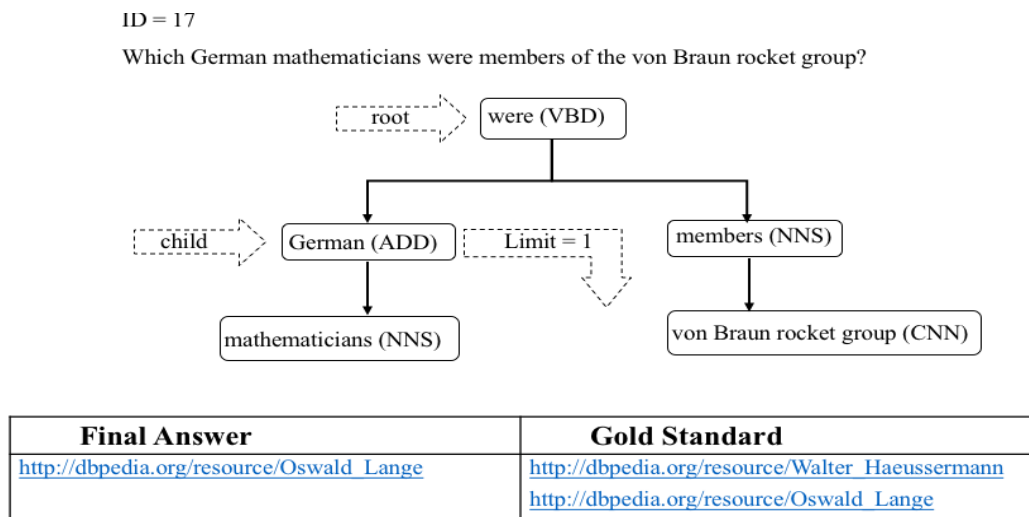 ID = 17
Which German mathematicians were members of the von Braun rocket group?
root
were (VBD)
child
German (ADD)
Limit = 1
members (NNS)
mathematicians (NNS)
von Braun rocket group (CNN)
Final Answer
Gold Standard
http://dbpedia.org/resource/Oswald_Lange
http://dbpedia.org/resource/Walter_Haeussermann
http://dbpedia.org/resource/Oswald_Lange